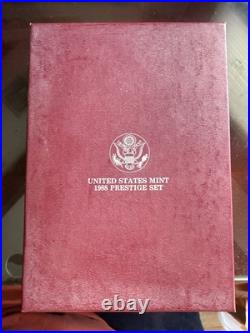 UNITED STATES MINT
1988 PRESTIGE SET